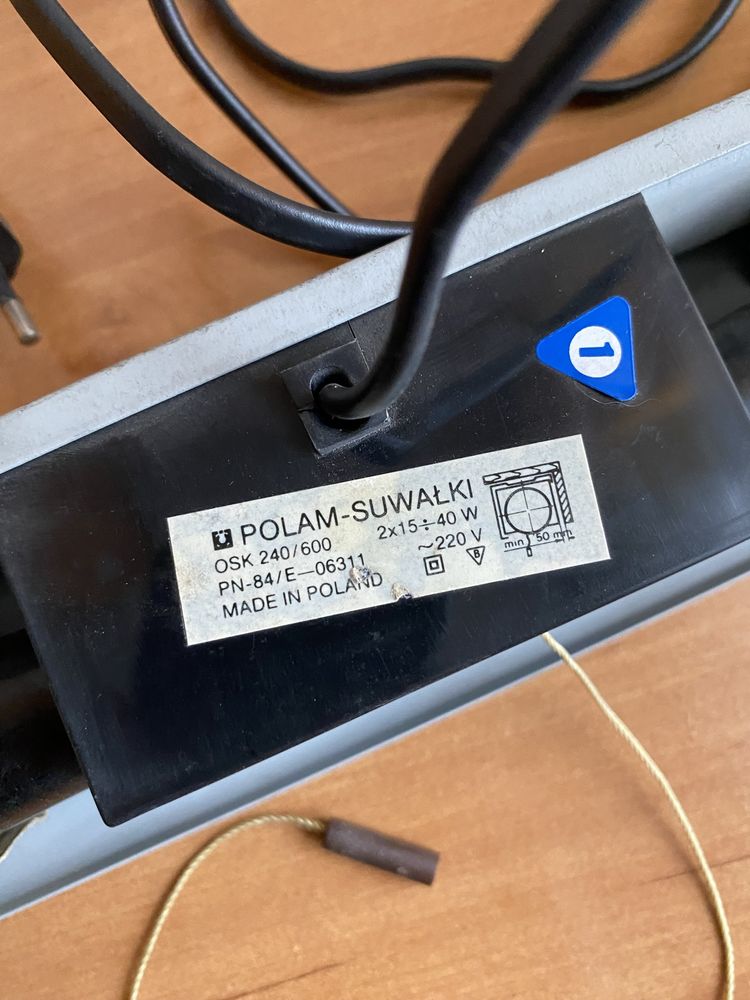 POLAM-SUWAŁKI
OSK 240/600
2x15÷40 W
PN-84/E—06311
~220 V
MADE IN POLAND
B
min 50 mm
1